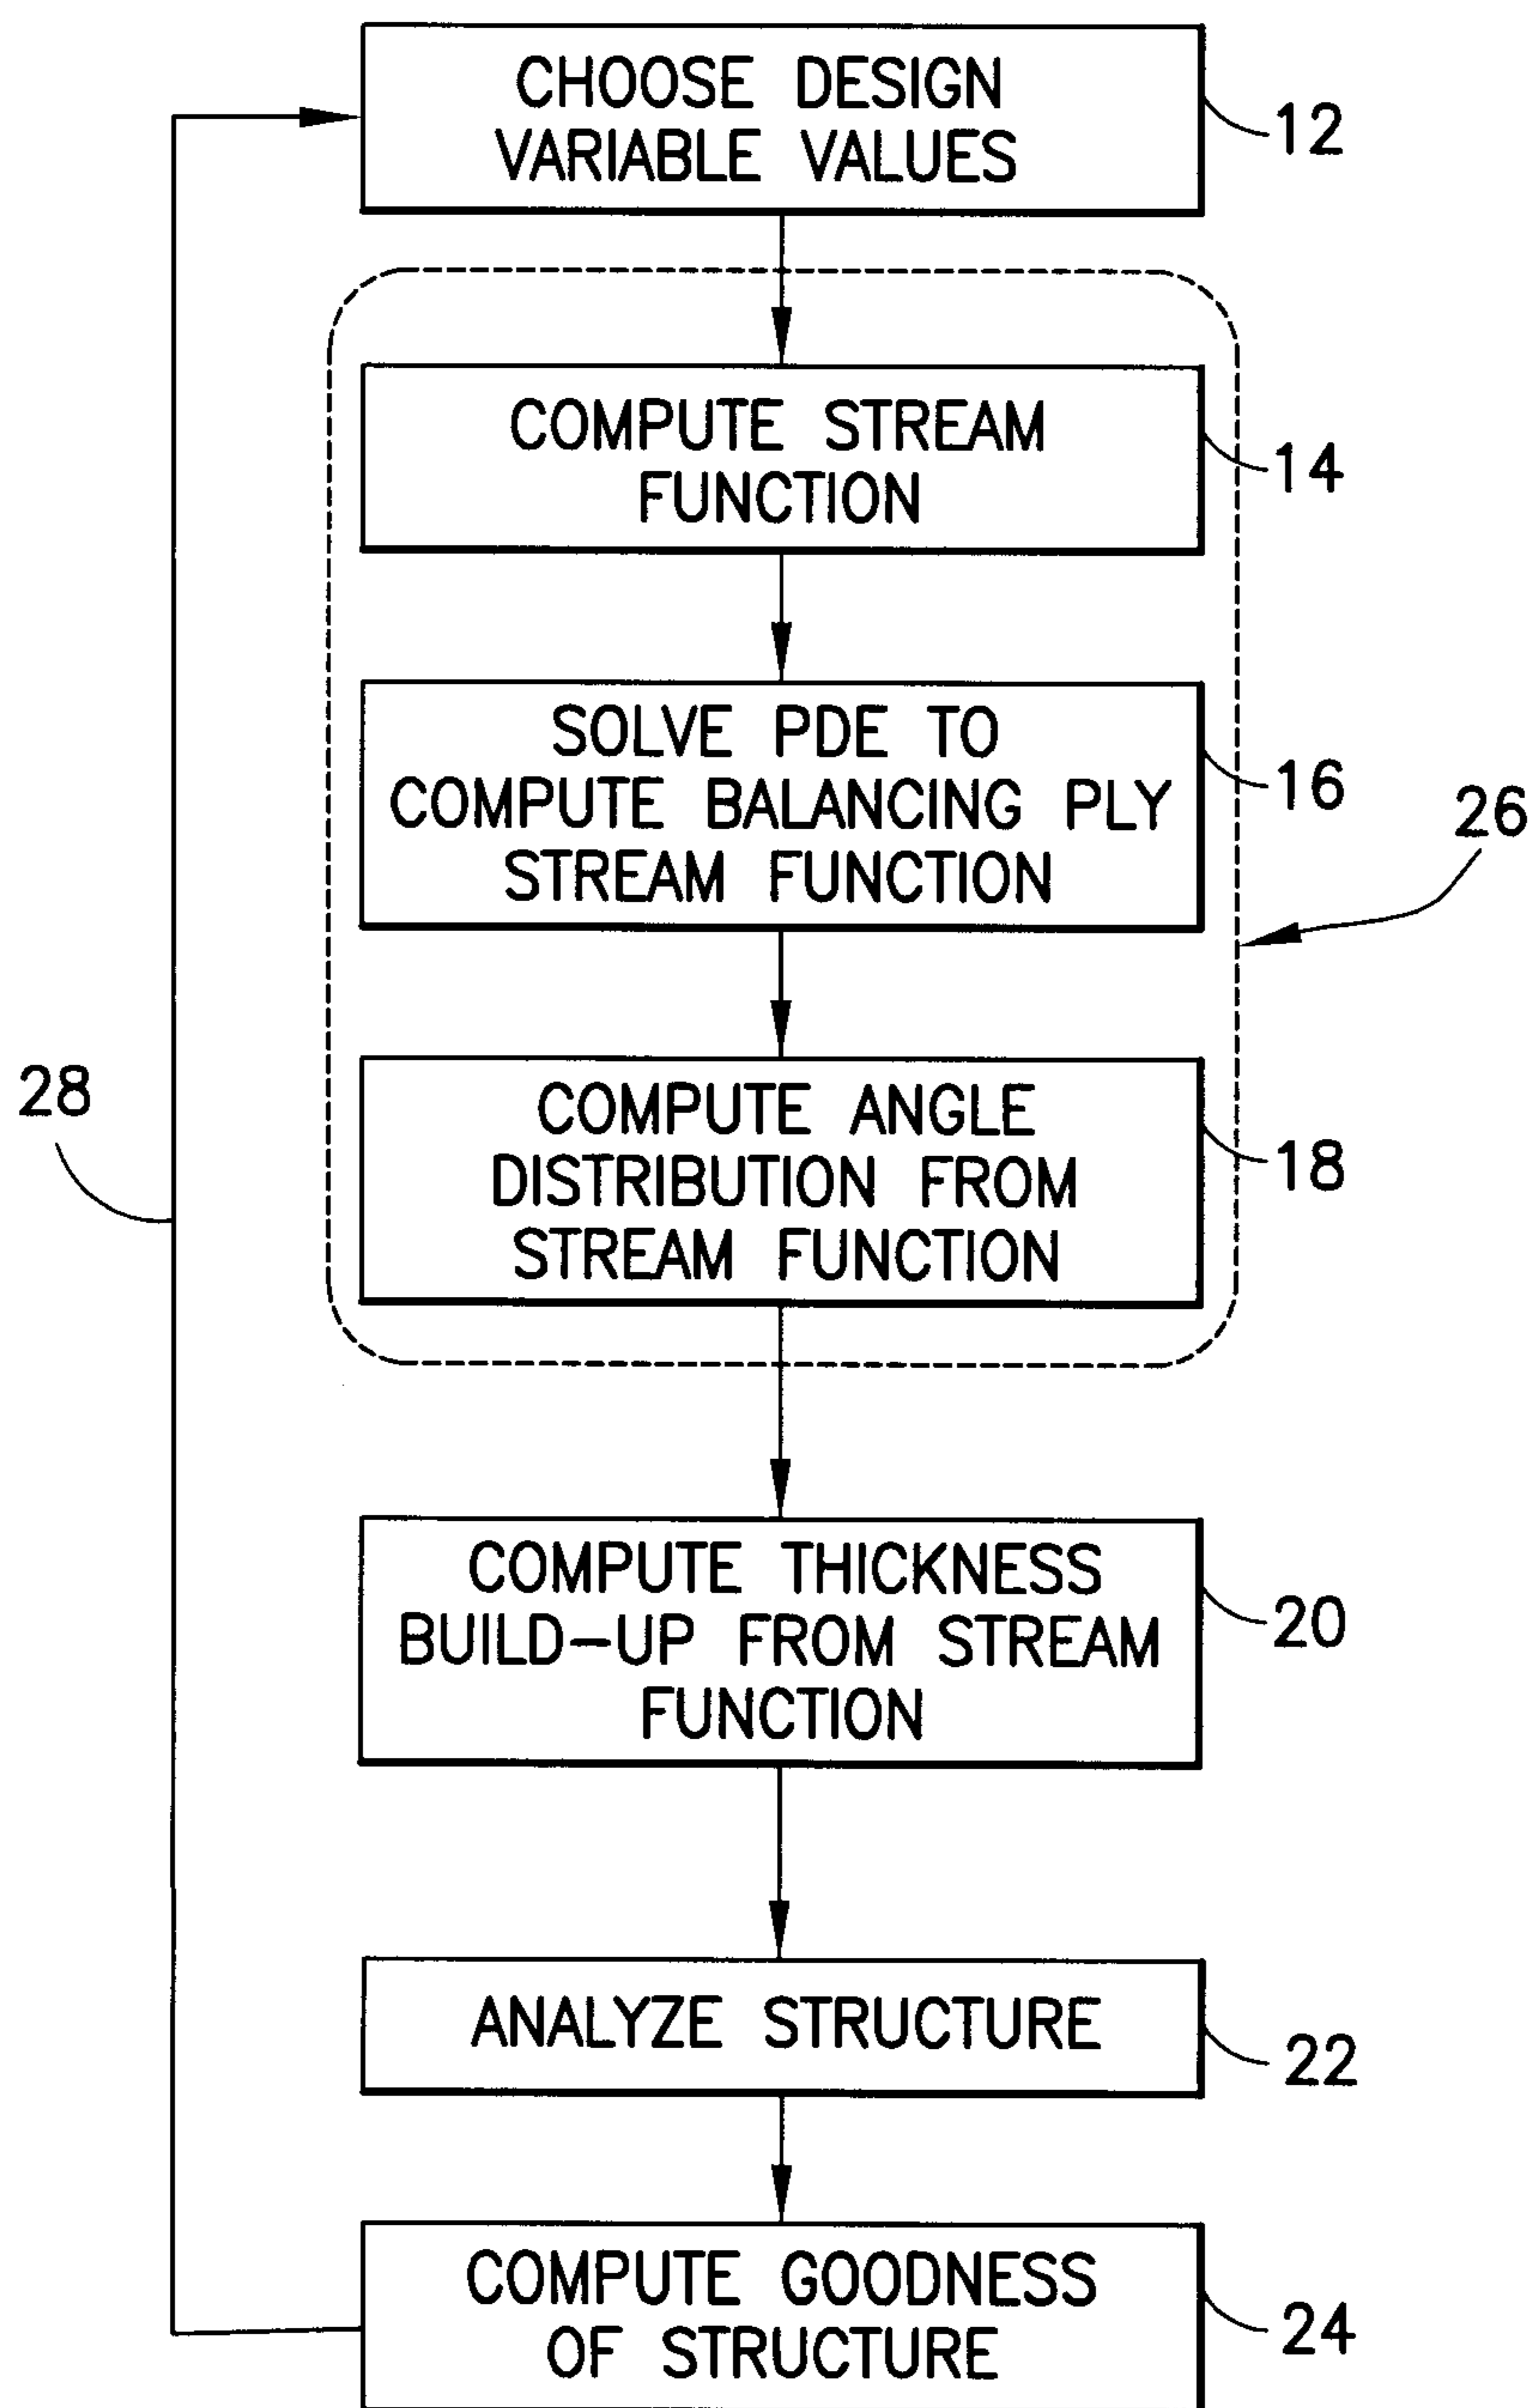 CHOOSE DESIGN
VARIABLE VALUES
12
COMPUTE STREAM
FUNCTION
14
SOLVE PDE TO
COMPUTE BALANCING PLY
STREAM FUNCTION
16
26
COMPUTE ANGLE
DISTRIBUTION FROM
STREAM FUNCTION
18
28
COMPUTE THICKNESS
BUILD-UP FROM STREAM
FUNCTION
20
ANALYZE STRUCTURE
22
COMPUTE GOODNESS
OF STRUCTURE
24